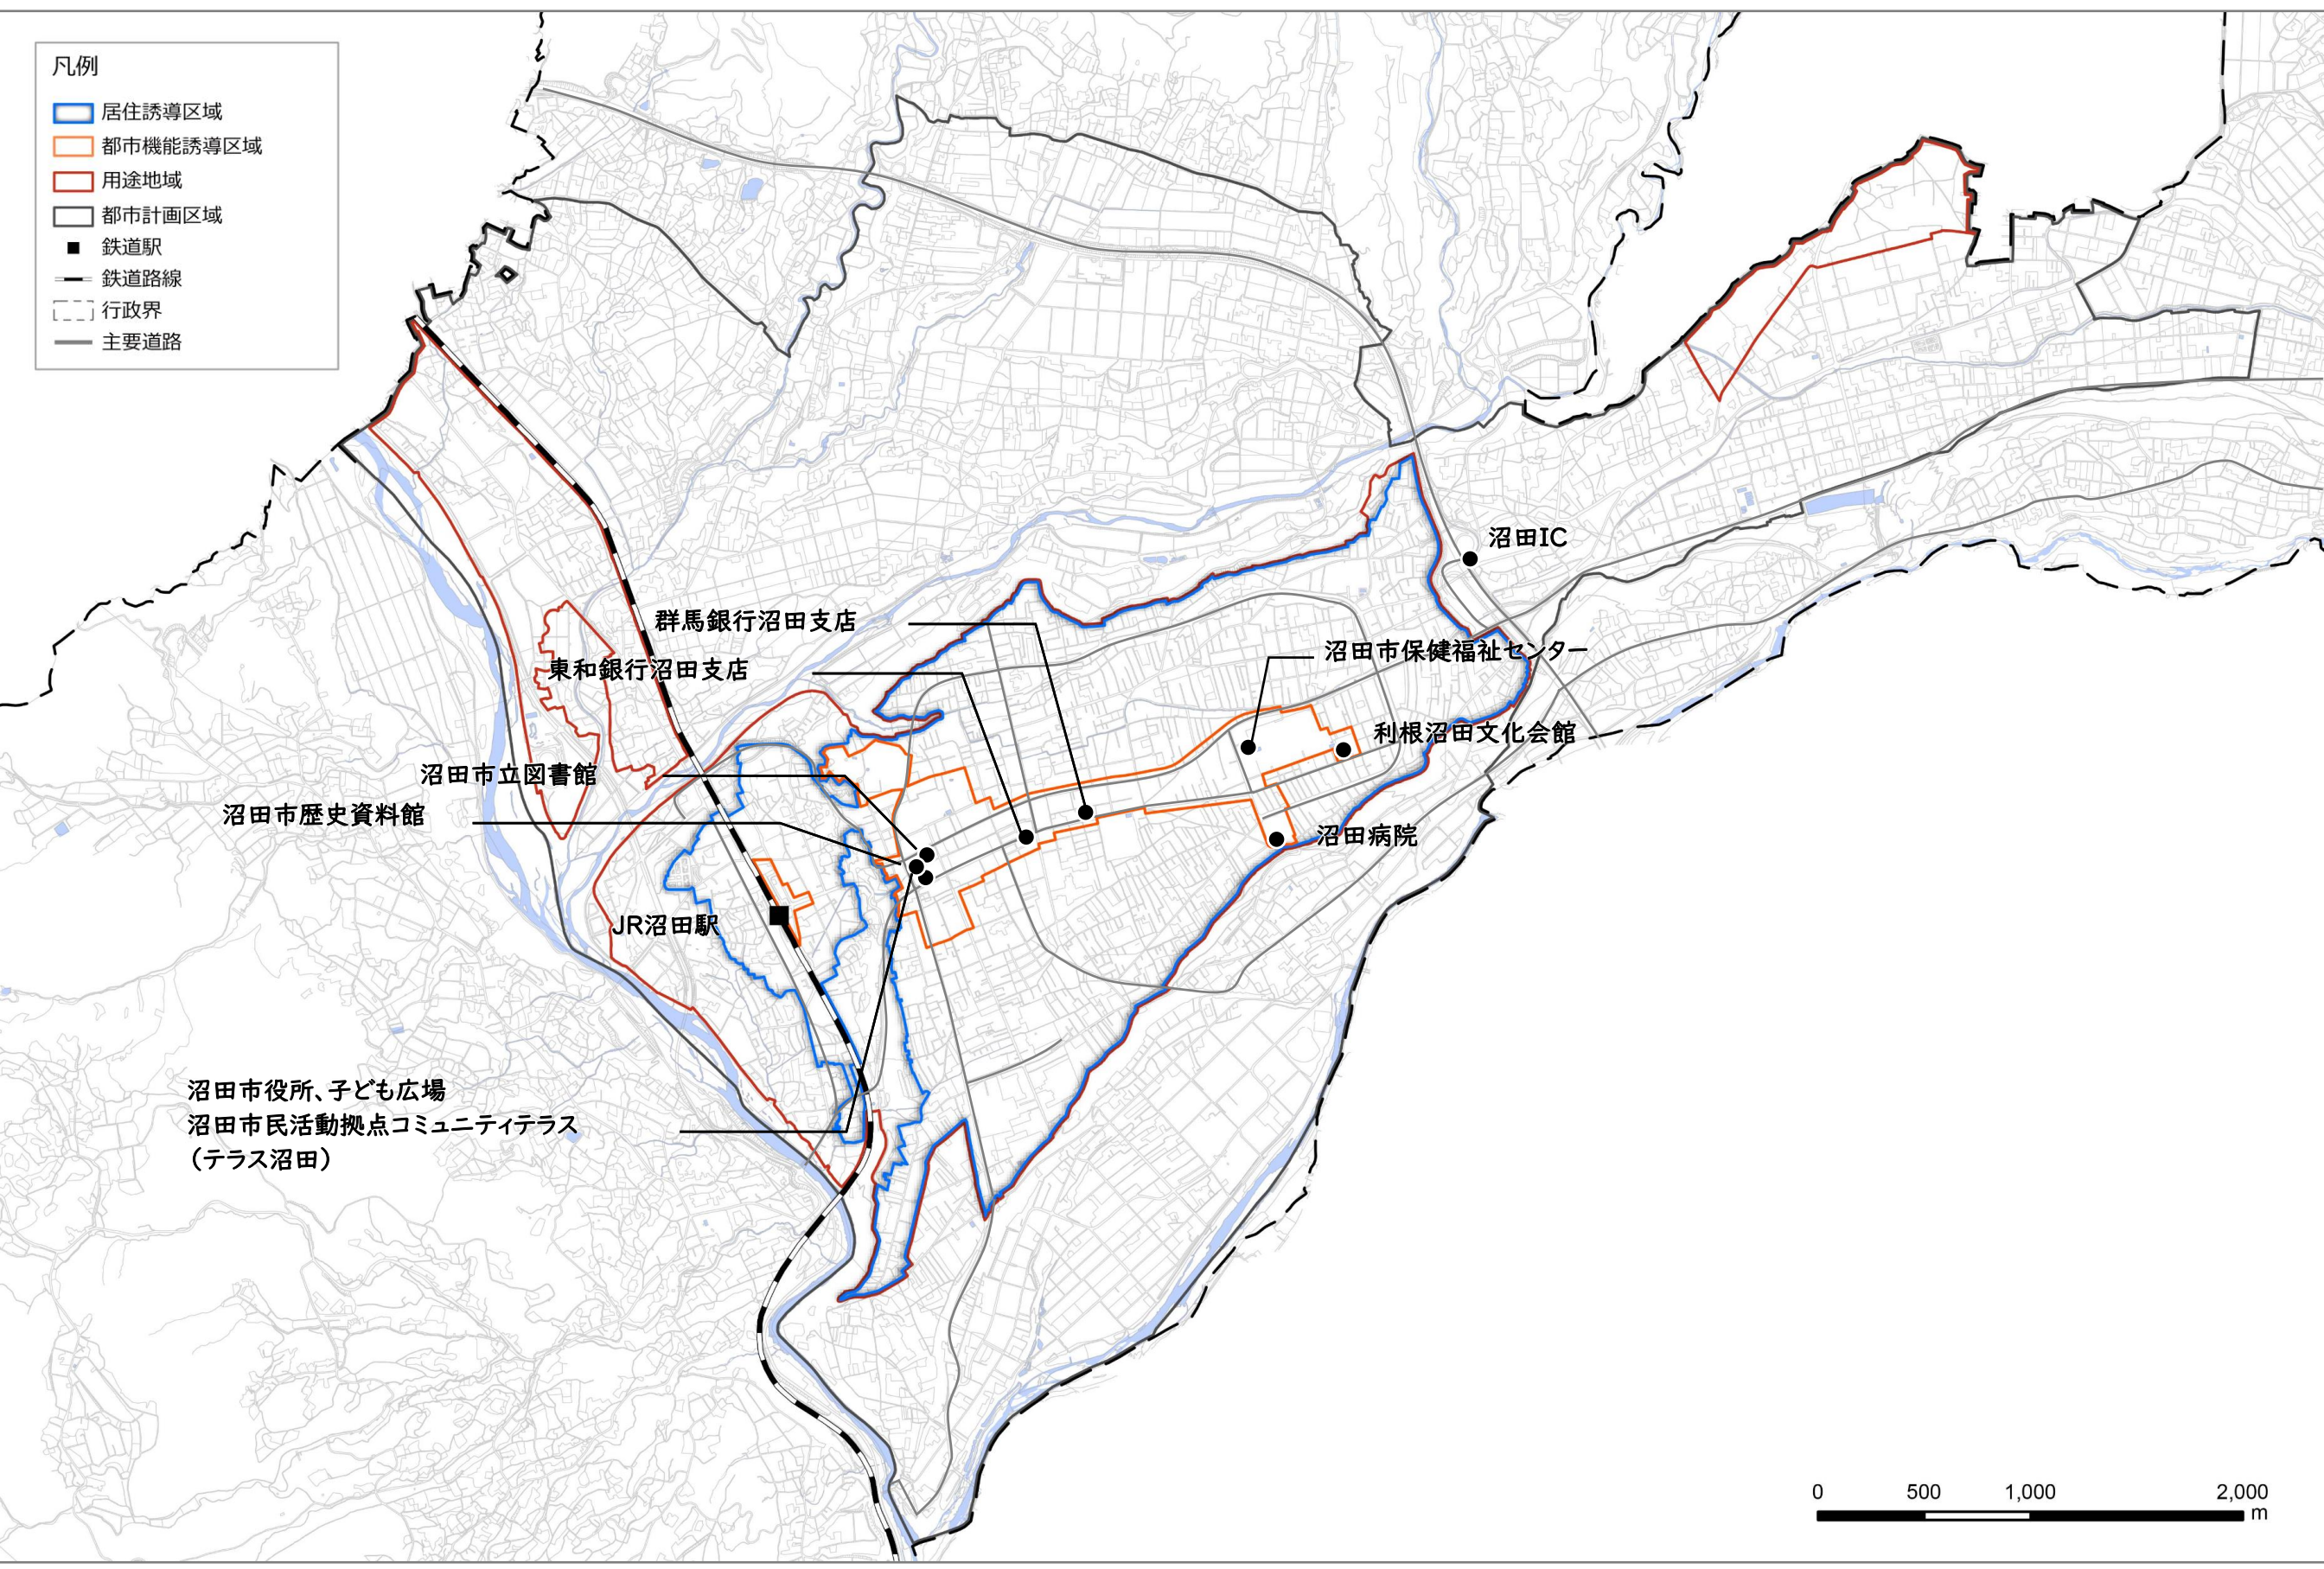 凡例
居住誘導区域
都市機能誘導区域
用途地域
都市計画区域
鉄道駅
鉄道路線
行政界
主要道路
沼田IC
群馬銀行沼田支店
沼田市保健福祉センター
東和銀行沼田支店
利根沼田文化会館
沼田市立図書館
沼田市歴史資料館
沼田病院
JR沼田駅
沼田市役所、子ども広場
沼田市民活動拠点コミュニティテラス
（テラス沼田）
0 500 1,000 2,000
m